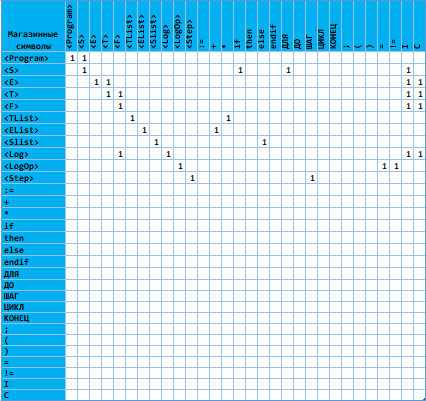 Магазинные символы <Program> <S> <E> <T> <F> <TList> <EList> <Slist> <Log> <LogOp> <Step> := + * if then else endif ДЛЯ ДО ШАГ ЦИКЛ КОНЕЦ ; ( ) = != I C
<Program> 1 1
<S> 1 1 1 1
<E> 1 1 1 1
<T> 1 1 1 1
<F> 1 1 1
<TList> 1 1
<EList> 1 1
<Slist> 1 1
<Log> 1 1 1 1
<LogOp> 1 1 1
<Step> 1 1
:=
+
*
if
then
else
endif
ДЛЯ
ДО
ШАГ
ЦИКЛ
КОНЕЦ
;
(
)
=
!=
I
C